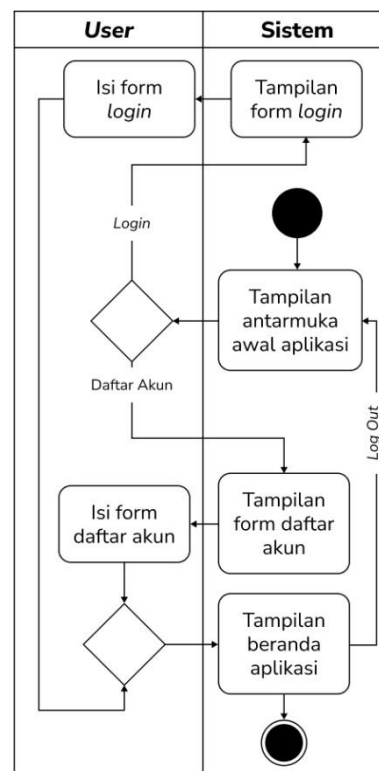 User
Sistem
Isi form
login
Tampilan
form login
Login
Tampilan
antarmuka
awal aplikasi
Daftar Akun
Log Out
Isi form
daftar akun
Tampilan
form daftar
akun
Tampilan
beranda
aplikasi